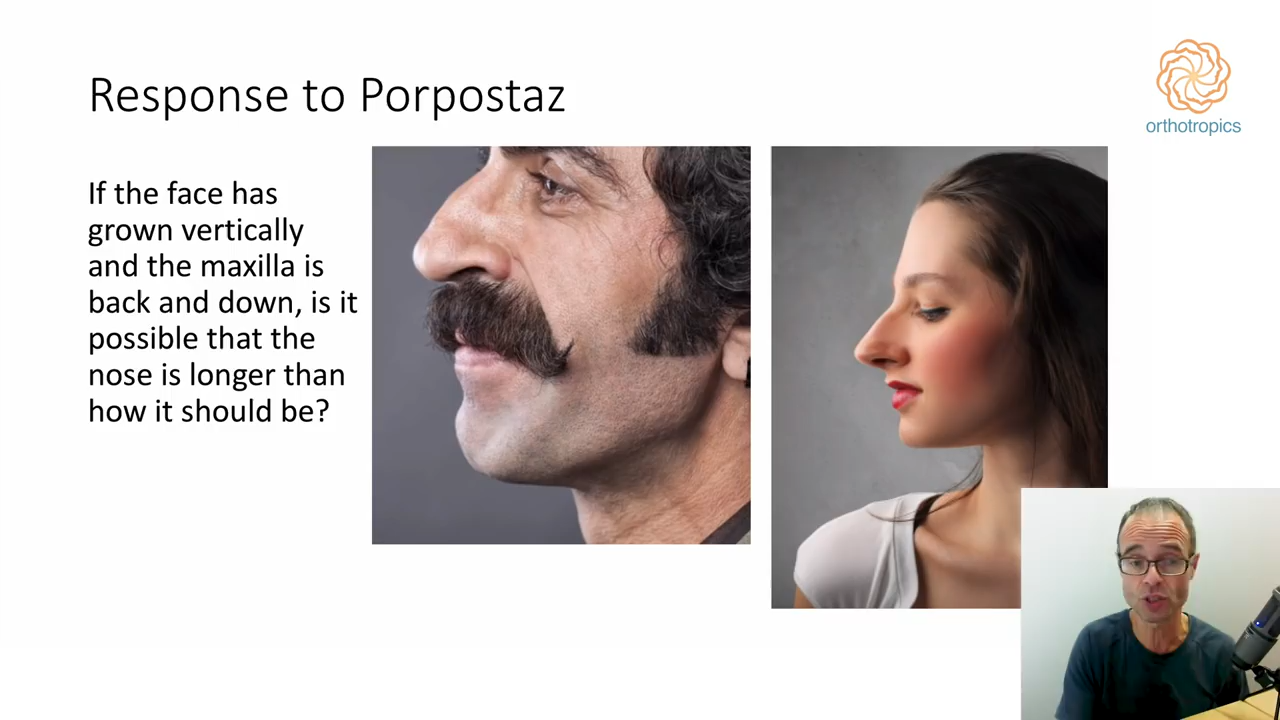 Response to Porpostaz
orthotropics
If the face has
grown vertically
and the maxilla is
back and down, is it
possible that the
nose is longer than
how it should be?